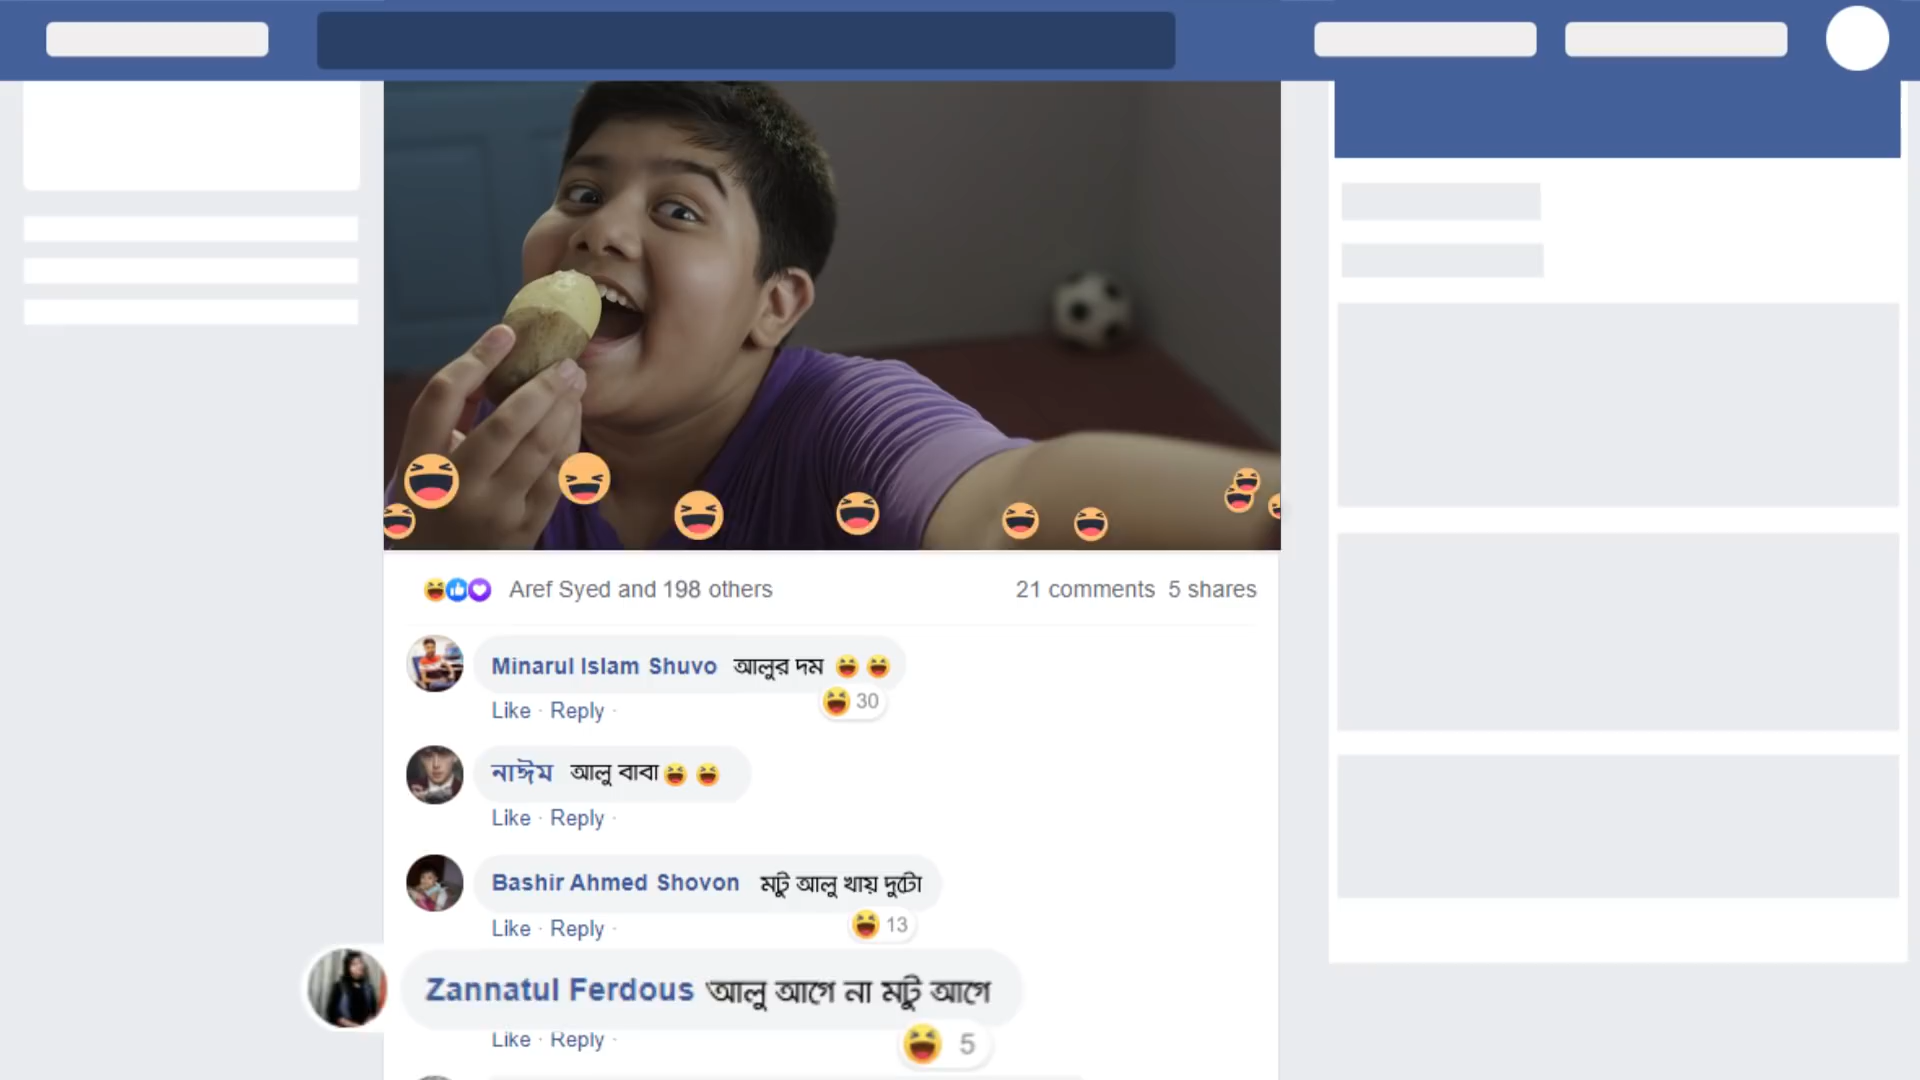 Aref Syed and 198 others 21 comments 5 shares
Minarul Islam Shuvo আলুর দম
30
Like · Reply ·
নাঈম আলু বাবা
Like · Reply ·
Bashir Ahmed Shovon মটু আলু খায় দুটো
13
Like · Reply ·
Zannatul Ferdous আলু আগে না মটু আগে
Like · Reply ·
5